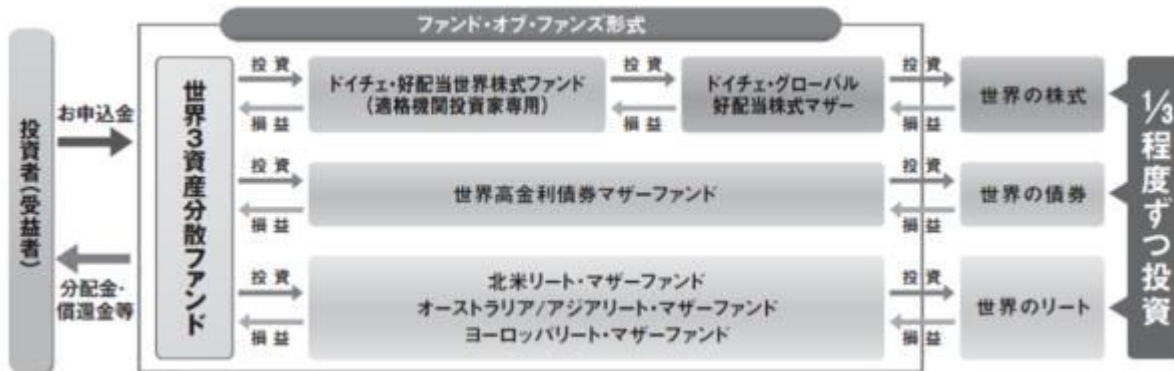 ファンド・オブ・ファンズ形式
投資者(受益者)
お申込金
分配金・
償還金等
世界3資産分散ファンド
投資
損益
ドイチェ・好配当世界株式ファンド
(適格機関投資家専用)
投資
損益
ドイチェ・グローバル
好配当株式マザー
投資
損益
世界の株式
投資
損益
世界高金利債券マザーファンド
投資
損益
世界の債券
投資
損益
北米リート・マザーファンド
オーストラリア/アジアリート・マザーファンド
ヨーロッパリート・マザーファンド
投資
損益
世界のリート
1/3程度ずつ投資